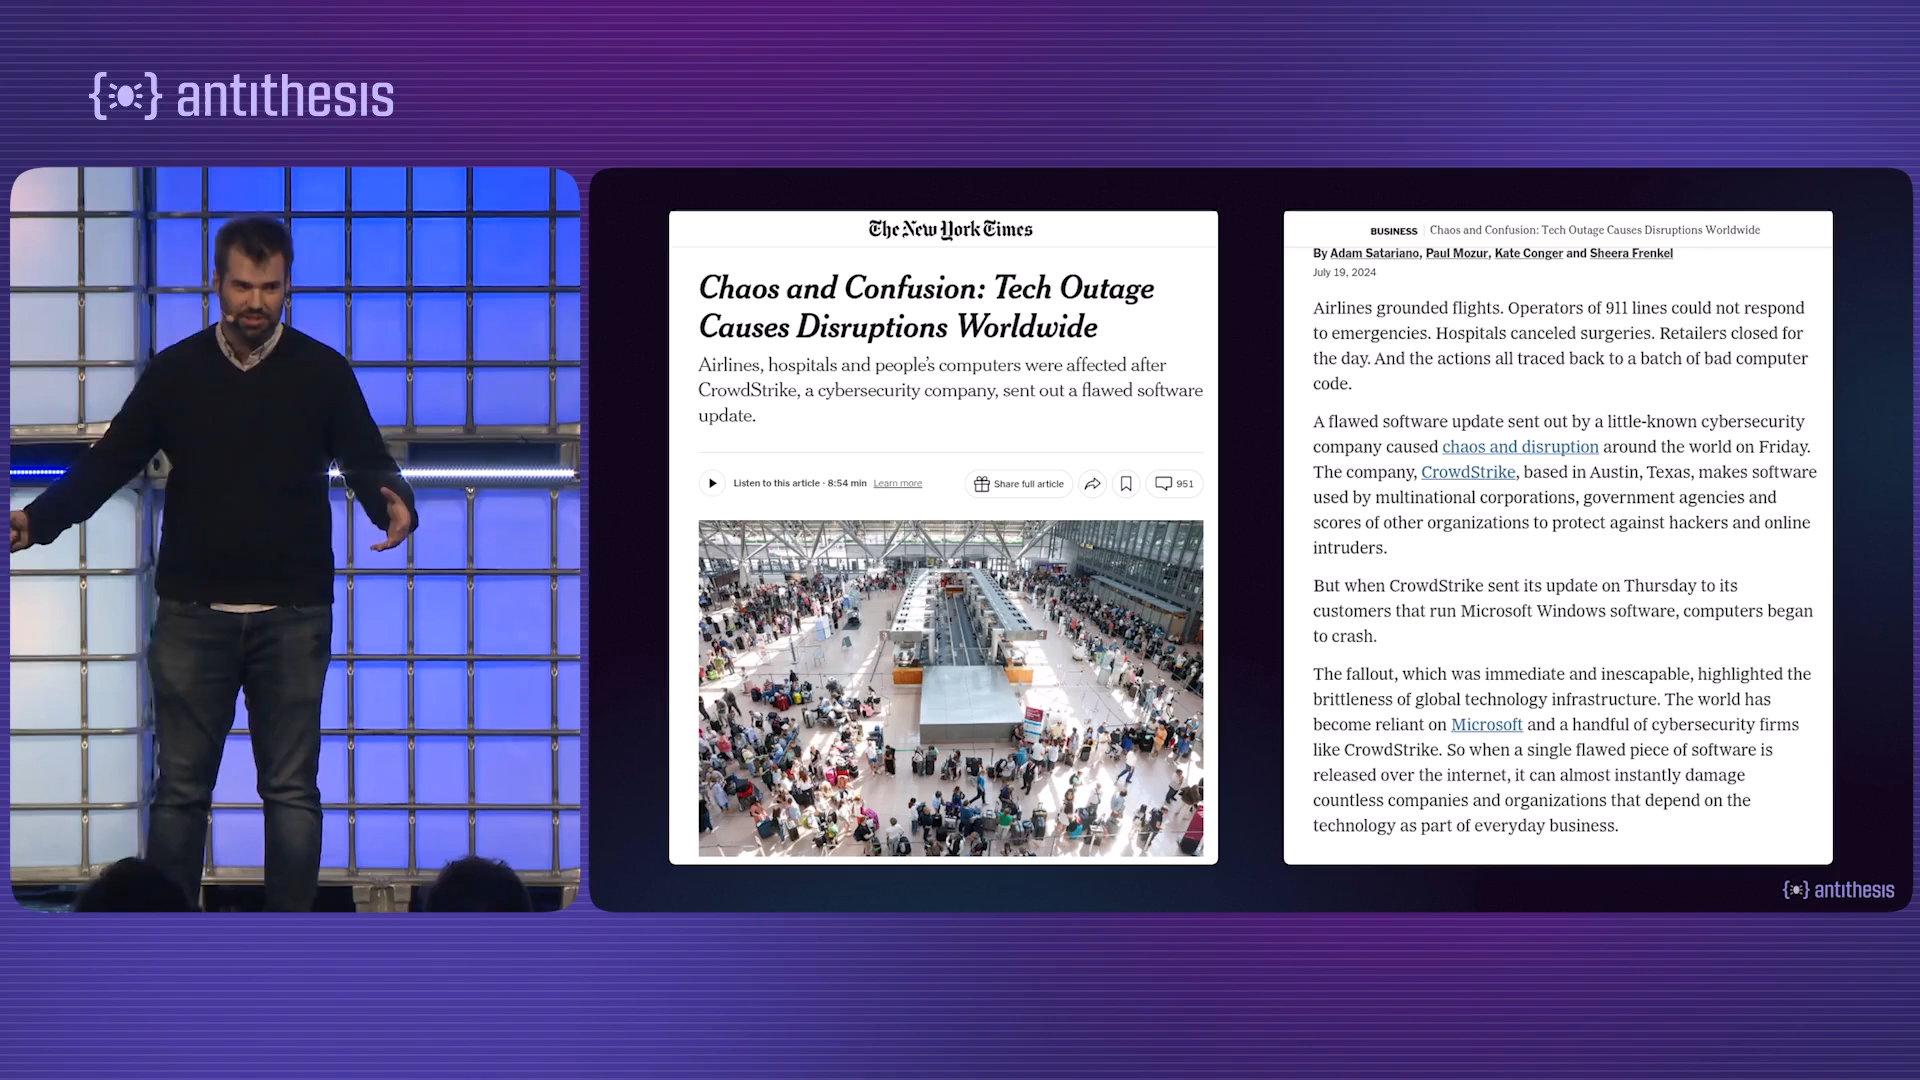 {} antithesis
The New York Times
Chaos and Confusion: Tech Outage
Causes Disruptions Worldwide
Airlines, hospitals and people's computers were affected after
CrowdStrike, a cybersecurity company, sent out a flawed software
update.
Listen to this article · 8:54 min Learn more
Share full article
951
BUSINESS | Chaos and Confusion: Tech Outage Causes Disruptions Worldwide
By Adam Satariano, Paul Mozur, Kate Conger and Sheera Frenkel
July 19, 2024
Airlines grounded flights. Operators of 911 lines could not respond
to emergencies. Hospitals canceled surgeries. Retailers closed for
the day. And the actions all traced back to a batch of bad computer
code.
A flawed software update sent out by a little-known cybersecurity
company caused chaos and disruption around the world on Friday.
The company, CrowdStrike, based in Austin, Texas, makes software
used by multinational corporations, government agencies and
scores of other organizations to protect against hackers and online
intruders.
But when CrowdStrike sent its update on Thursday to its
customers that run Microsoft Windows software, computers began
to crash.
The fallout, which was immediate and inescapable, highlighted the
brittleness of global technology infrastructure. The world has
become reliant on Microsoft and a handful of cybersecurity firms
like CrowdStrike. So when a single flawed piece of software is
released over the internet, it can almost instantly damage
countless companies and organizations that depend on the
technology as part of everyday business.
{} antithesis